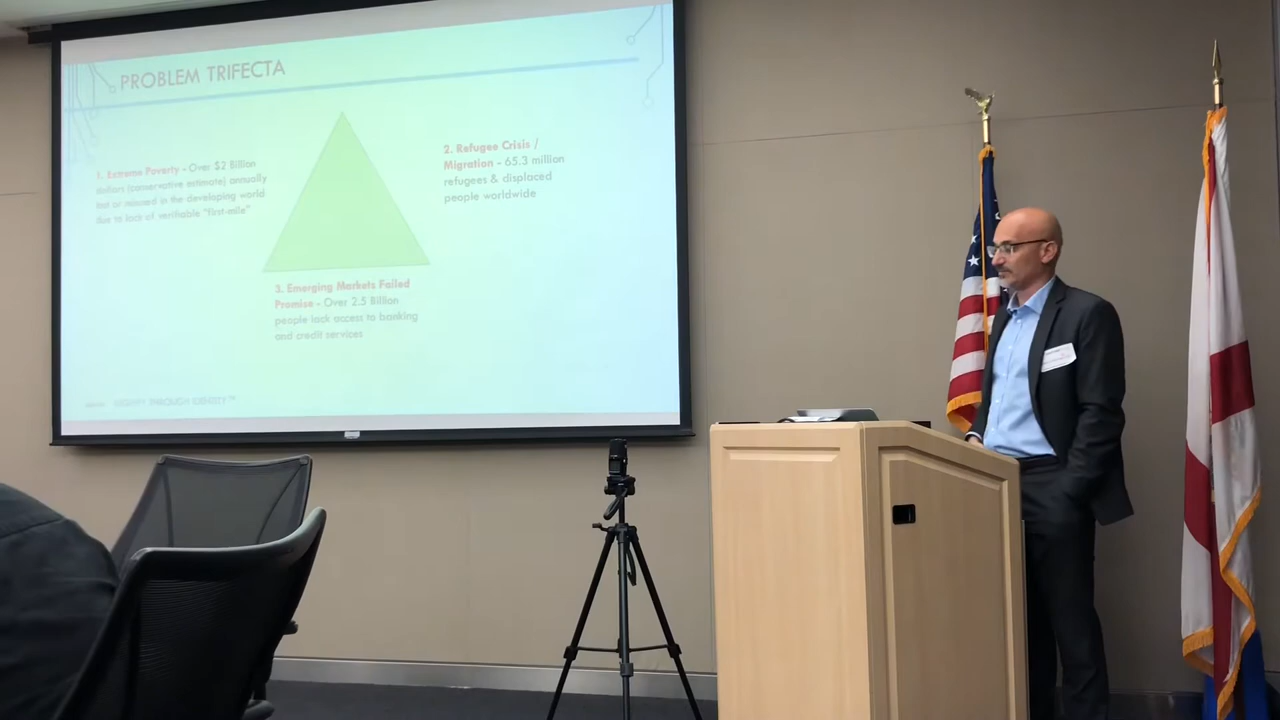 PROBLEM TRIFECTA
1. Extreme Poverty - Over $2 Billion
dollars (conservative estimate) annually
lost or misused in the developing world
due to lack of verifiable "first-mile"
2. Refugee Crisis /
Migration - 65.3 million
refugees & displaced
people worldwide
3. Emerging Markets Failed
Promise - Over 2.5 Billion
people lack access to banking
and credit services
THROUGH IDENTITY™